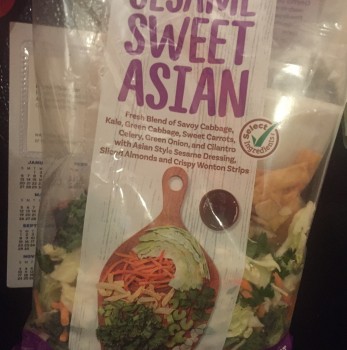 SESAME
SWEET
ASIAN
Fresh Blend of Savoy Cabbage,
Kale, Green Cabbage, Sweet Carrots,
Celery, Green Onion, and Cilantro
with Asian Style Sesame Dressing,
Sliced Almonds and Crispy Wonton Strips
Select
Ingredients